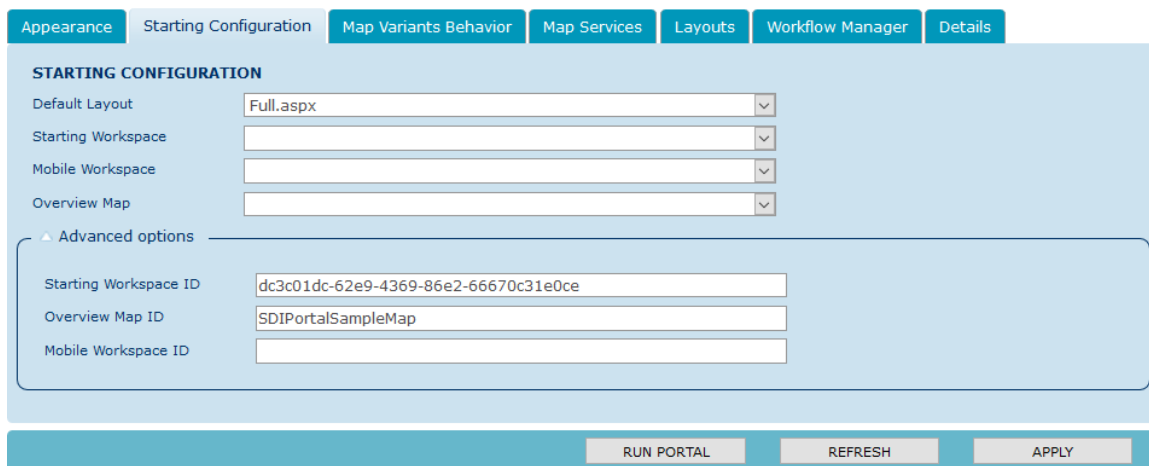 Appearance Starting Configuration Map Variants Behavior Map Services Layouts Workflow Manager Details
STARTING CONFIGURATION
Default Layout Full.aspx
Starting Workspace
Mobile Workspace
Overview Map
Advanced options
Starting Workspace ID dc3c01dc-62e9-4369-86e2-66670c31e0ce
Overview Map ID SDIPortalSampleMap
Mobile Workspace ID
RUN PORTAL REFRESH APPLY